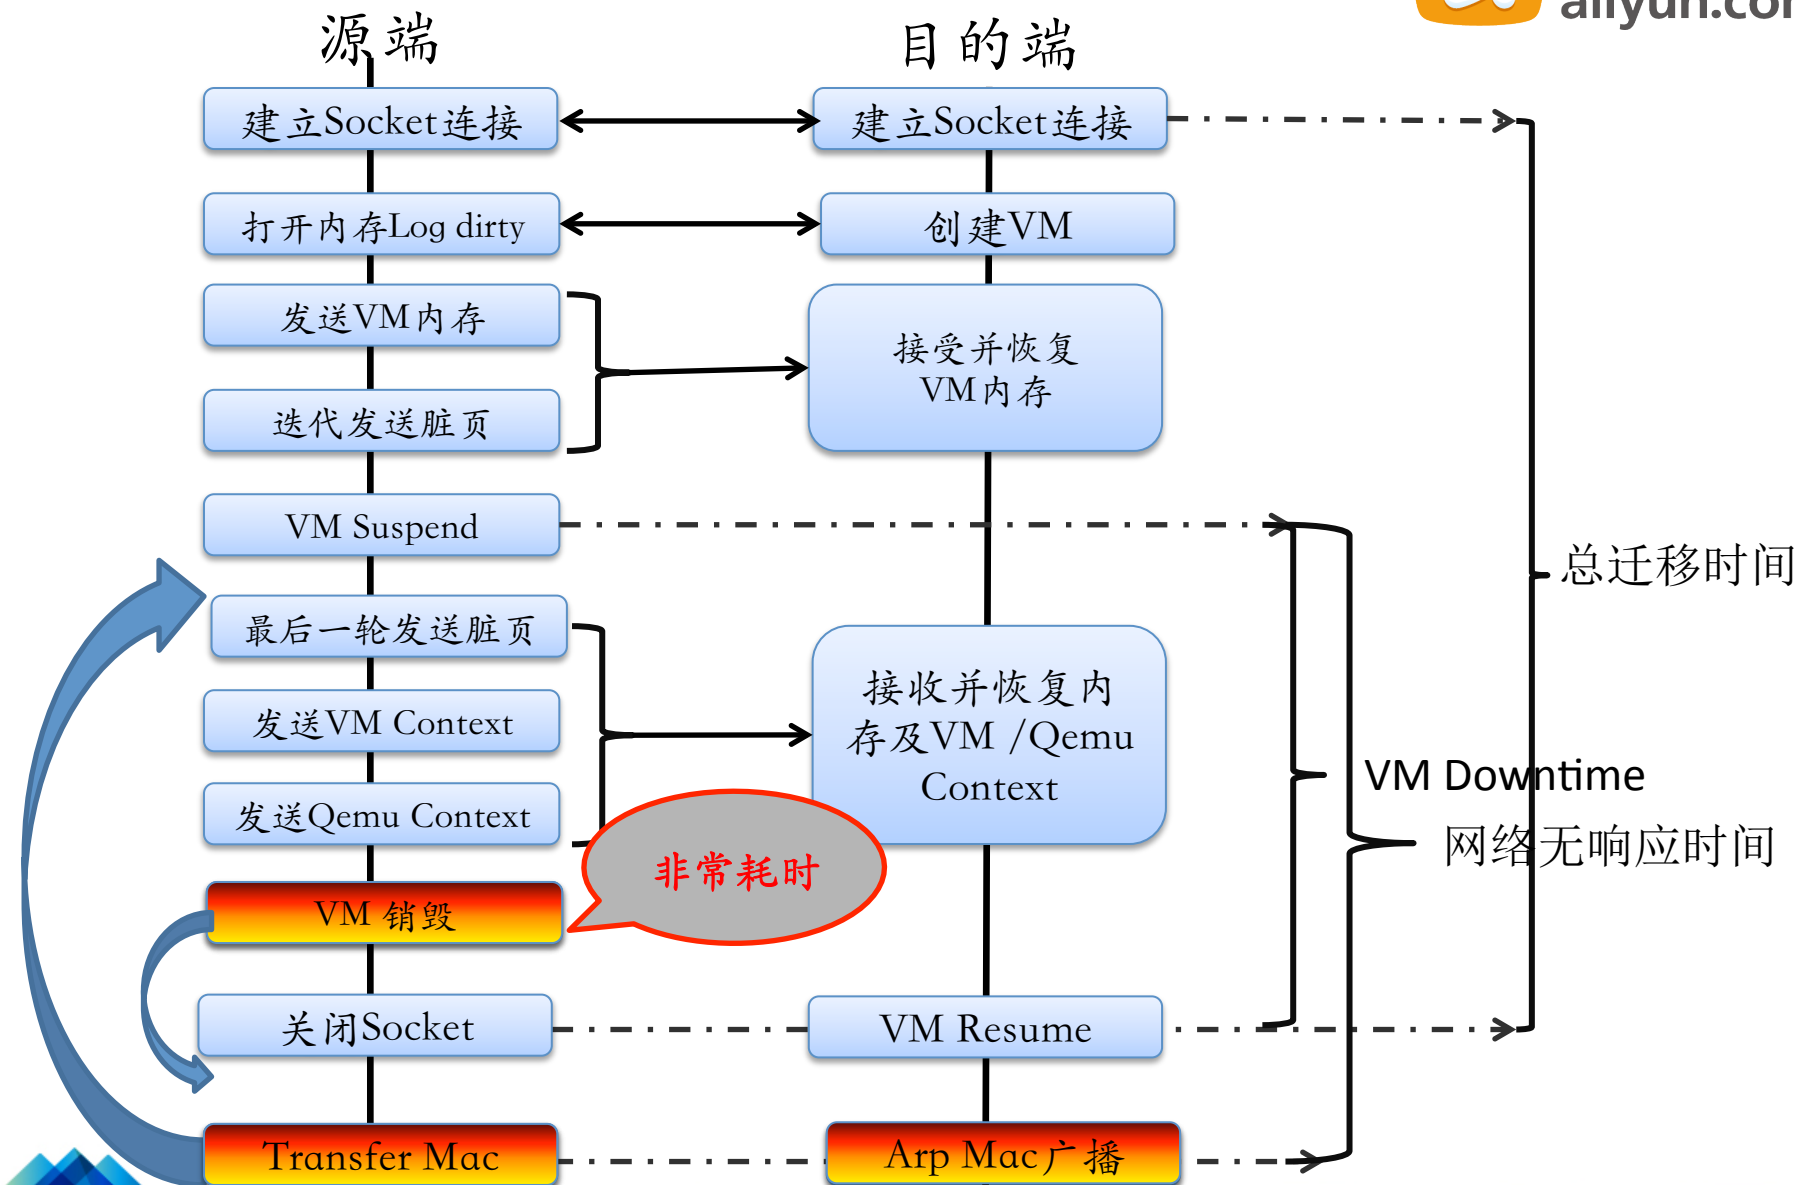 aliyun.com
源端
目的端
建立Socket连接
建立Socket连接
打开内存Log dirty
创建VM
发送VM内存
接受并恢复
VM内存
迭代发送脏页
VM Suspend
总迁移时间
最后一轮发送脏页
接收并恢复内
存及VM /Qemu
Context
发送VM Context
VM Downtime
发送Qemu Context
网络无响应时间
非常耗时
VM 销毁
关闭Socket
VM Resume
Transfer Mac
Arp Mac广播